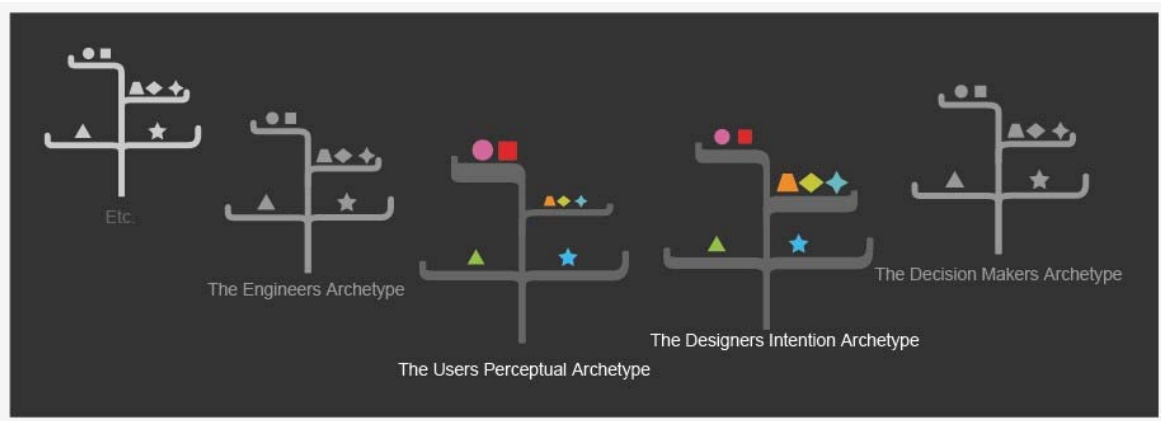 Etc.
The Engineers Archetype
The Users Perceptual Archetype
The Designers Intention Archetype
The Decision Makers Archetype